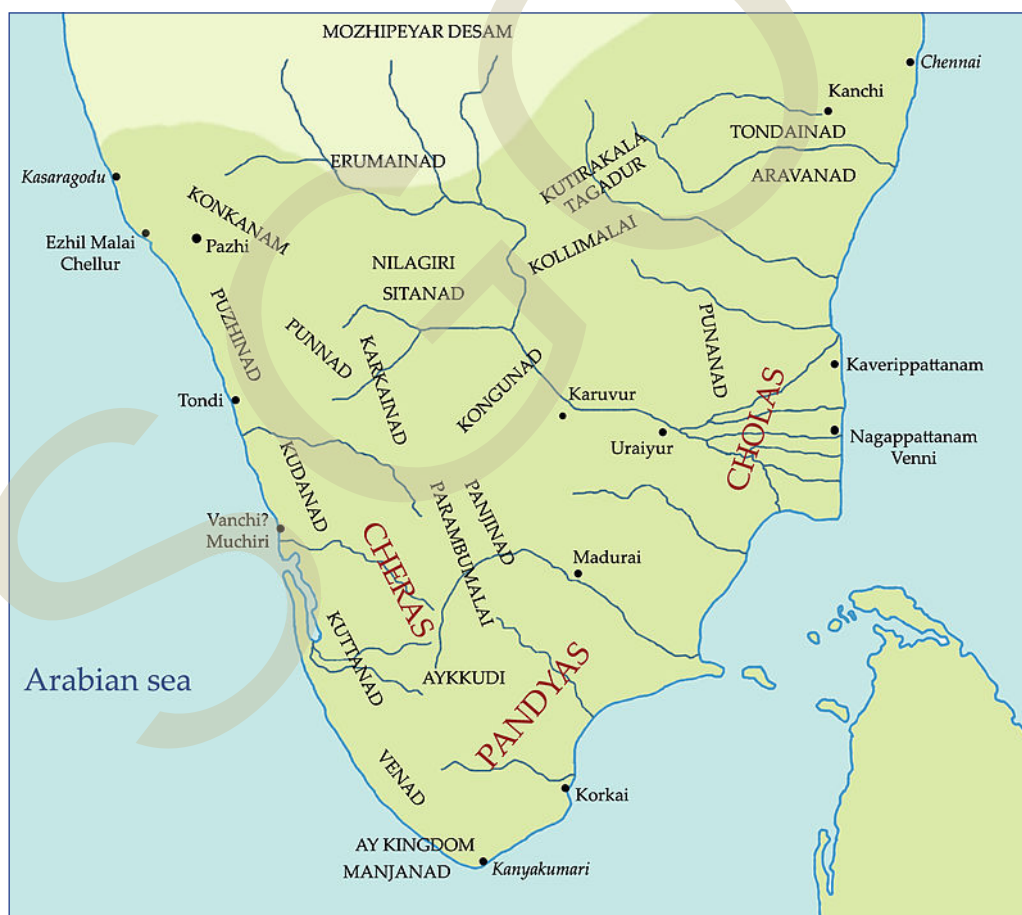 MOZHIPEYAR DESAM
Chennai
Kanchi
TONDAINAD
ERUMAINAD
KUTIRAKALA
TAGADUR
ARAVANAD
Kasaragodu
KONKANAM
Ezhil Malai
Chellur
Pazhi
KOLLIMALAI
NILAGIRI
SITANAD
PUZHINAD
PUNNAD
KARKAINAD
KONGUNAD
PUNANAD
Kaverippattanam
CHOLAS
Tondi
Karuvur
Uraiyur
Nagappattanam
Venni
KUDANAD
PARAMBUMALAI
PANJINAD
Vanchi?
Muchiri
CHERAS
Madurai
KUTTANAD
Arabian sea
AYKKUDI
PANDYAS
VENAD
Korkai
AY KINGDOM
MANJANAD
Kanyakumari
SGGS